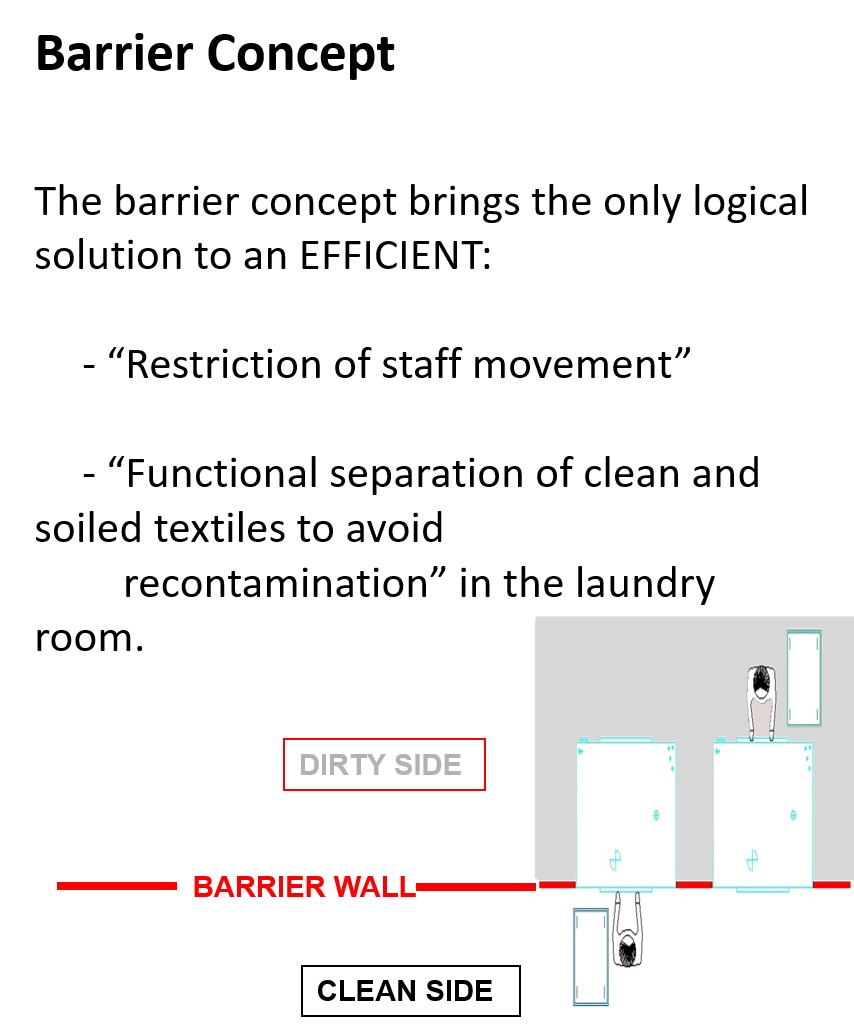 Barrier Concept
The barrier concept brings the only logical
solution to an EFFICIENT:
- “Restriction of staff movement”
- “Functional separation of clean and
soiled textiles to avoid
recontamination” in the laundry
room.
DIRTY SIDE
BARRIER WALL
CLEAN SIDE